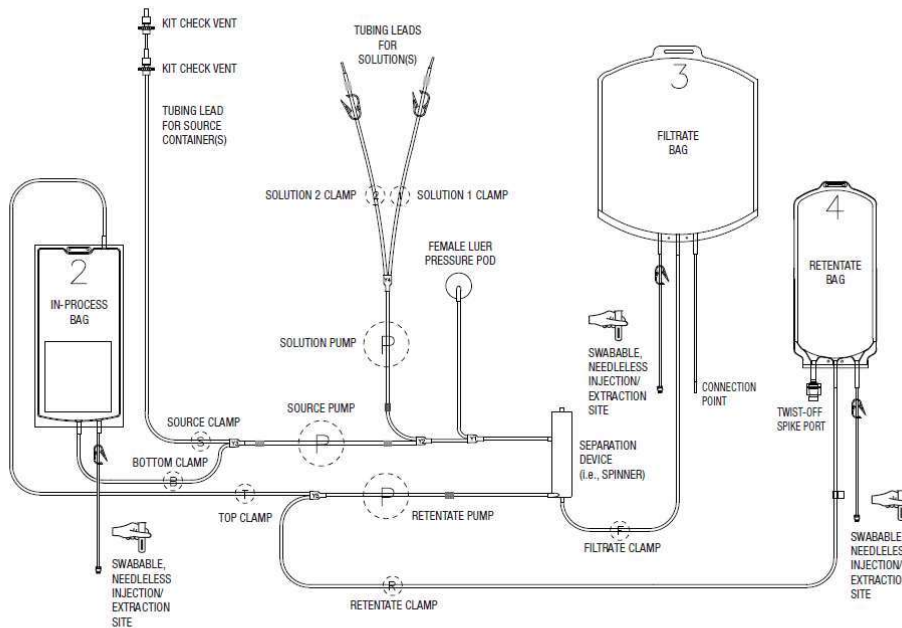 KIT CHECK VENT
KIT CHECK VENT
TUBING LEAD
FOR SOURCE
CONTAINER(S)
TUBING LEADS
FOR
SOLUTION(S)
SOLUTION 2 CLAMP
2
1
SOLUTION 1 CLAMP
FEMALE LUER
PRESSURE POD
3
FILTRATE
BAG
4
RETENTATE
BAG
2
IN-PROCESS
BAG
SOLUTION PUMP
P
SWABABLE,
NEEDLELESS
INJECTION/
EXTRACTION
SITE
CONNECTION
POINT
TWIST-OFF
SPIKE PORT
SOURCE CLAMP
S
SOURCE PUMP
P
BOTTOM CLAMP
B
SEPARATION
DEVICE
(i.e., SPINNER)
T
TOP CLAMP
P
RETENTATE PUMP
F
FILTRATE CLAMP
SWABABLE,
NEEDLELESS
INJECTION/
EXTRACTION
SITE
R
RETENTATE CLAMP
SWABABLE,
NEEDLELESS
INJECTION/
EXTRACTION
SITE